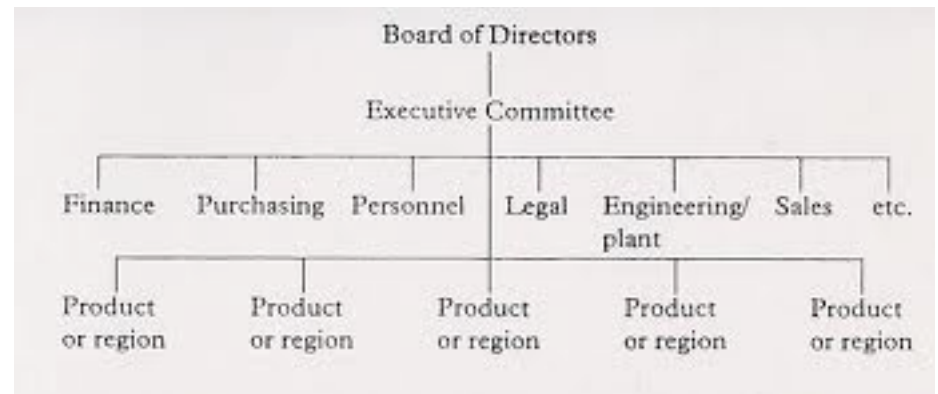 Board of Directors
Executive Committee
Finance Purchasing Personnel Legal Engineering/ Sales etc.
plant
Product Product Product Product Product
or region or region or region or region or region